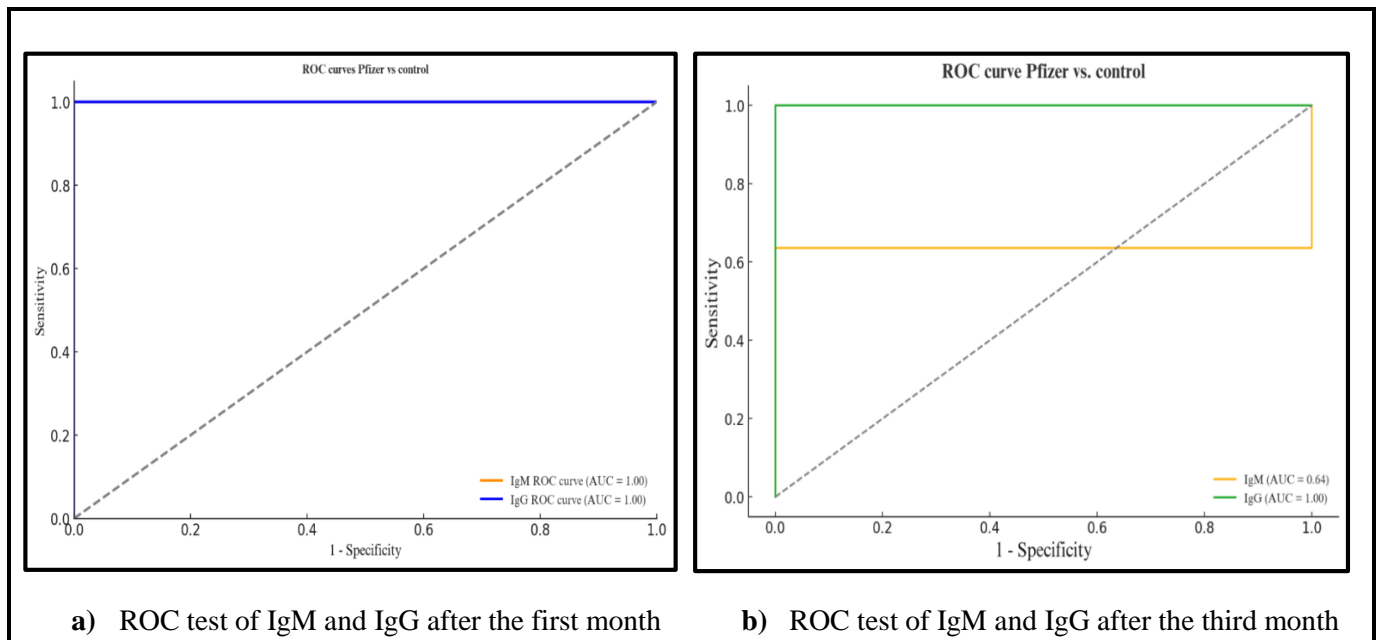 ROC curves Pfizer vs control
1.0
0.8
0.6
0.4
0.2
0.0
Sensitivity
0.0 0.2 0.4 0.6 0.8 1.0
1 - Specificity
IgM ROC curve (AUC = 1.00)
IgG ROC curve (AUC = 1.00)
a) ROC test of IgM and IgG after the first month
ROC curve Pfizer vs. control
1.0
0.8
0.6
0.4
0.2
0.0
Sensitivity
0.0 0.2 0.4 0.6 0.8 1.0
1 - Specificity
IgM (AUC = 0.64)
IgG (AUC = 1.00)
b) ROC test of IgM and IgG after the third month